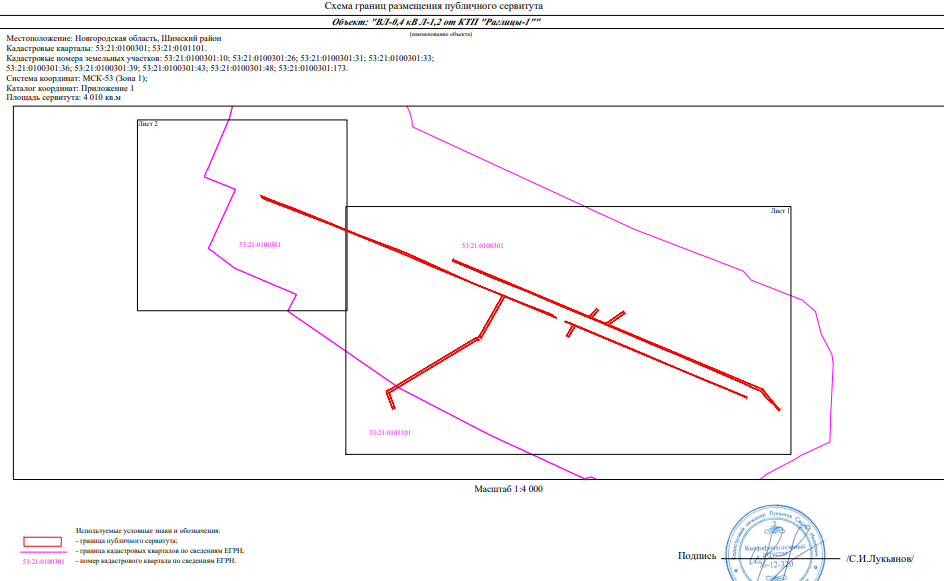 Схема границ размещения публичного сервитута
Объект: "ВЛ-0,4 кВ Л-1,2 от КТП "Раглицы-1""
(наименование объекта)
Местоположение: Новгородская область, Шимский район
Кадастровые кварталы: 53:21:0100301; 53:21:0101101.
Кадастровые номера земельных участков: 53:21:0100301:10; 53:21:0100301:26; 53:21:0100301:31; 53:21:0100301:33;
53:21:0100301:36; 53:21:0100301:39; 53:21:0100301:43; 53:21:0100301:48; 53:21:0100301:173.
Система координат: МСК-53 (Зона 1);
Каталог координат: Приложение 1
Площадь сервитута: 4 010 кв.м
Лист 2
Лист 1
53:21:0100301
53:21:0100301
53:21:0101101
Масштаб 1:4 000
Используемые условные знаки и обозначения:
- граница публичного сервитута;
- граница кадастровых кварталов по сведениям ЕГРН;
53:21:0100301 - номер кадастрового квартала по сведениям ЕГРН.
Подпись /С.И.Лукьянов/
кадастровый инженер Лукьянов